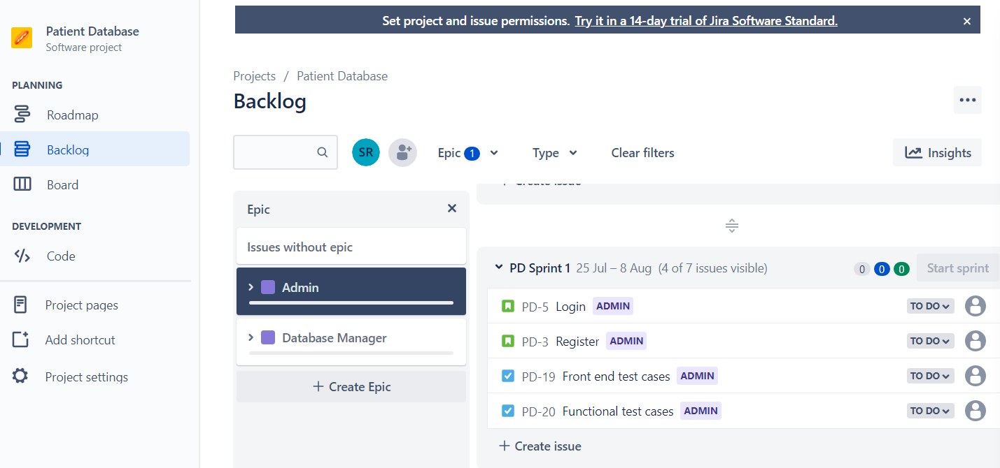 Set project and issue permissions. Try it in a 14-day trial of Jira Software Standard.
Patient Database
Software project
PLANNING
Roadmap
Backlog
Board
DEVELOPMENT
Code
Project pages
Add shortcut
Project settings
Projects / Patient Database
Backlog
SR
Epic 1
Type
Clear filters
Insights
Epic
Issues without epic
Admin
Database Manager
+ Create Epic
+ Create issue
PD Sprint 1 25 Jul – 8 Aug (4 of 7 issues visible)
0 0 0
Start sprint
PD-5 Login ADMIN TO DO
PD-3 Register ADMIN TO DO
PD-19 Front end test cases ADMIN TO DO
PD-20 Functional test cases ADMIN TO DO
+ Create issue